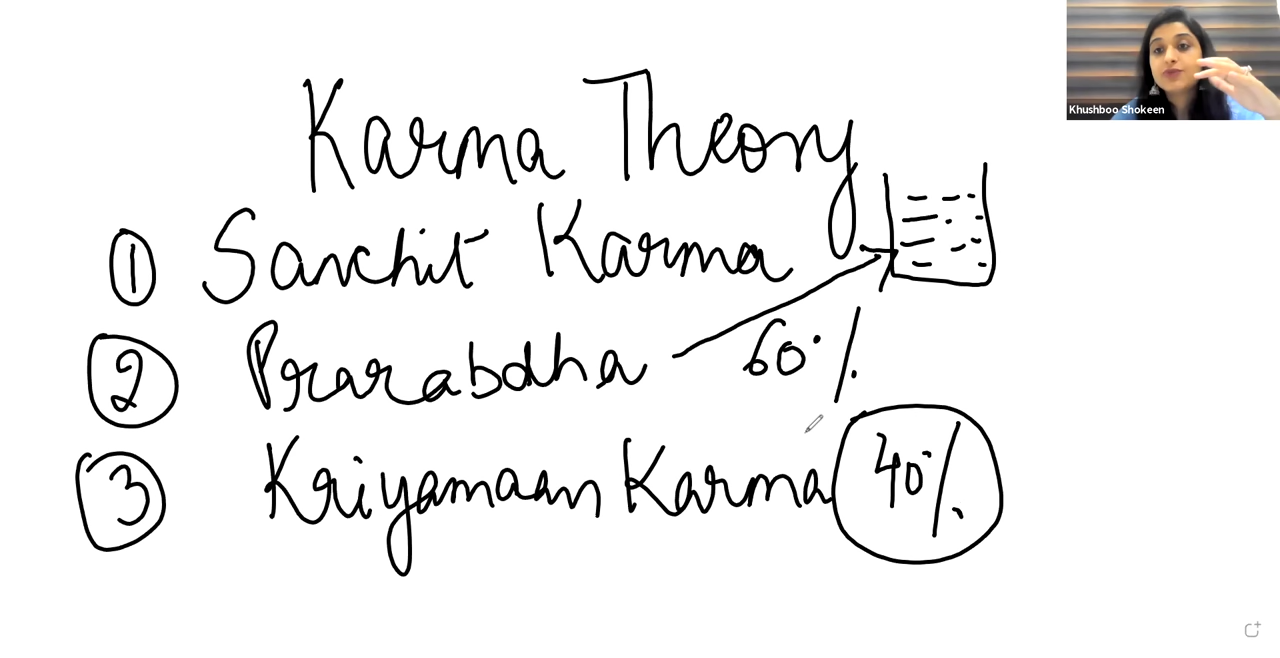 Karma Theory
① Sanchit Karma
② Prarabdha 60%
③ Kriyamaan Karma 40%
Khushboo Shokeen